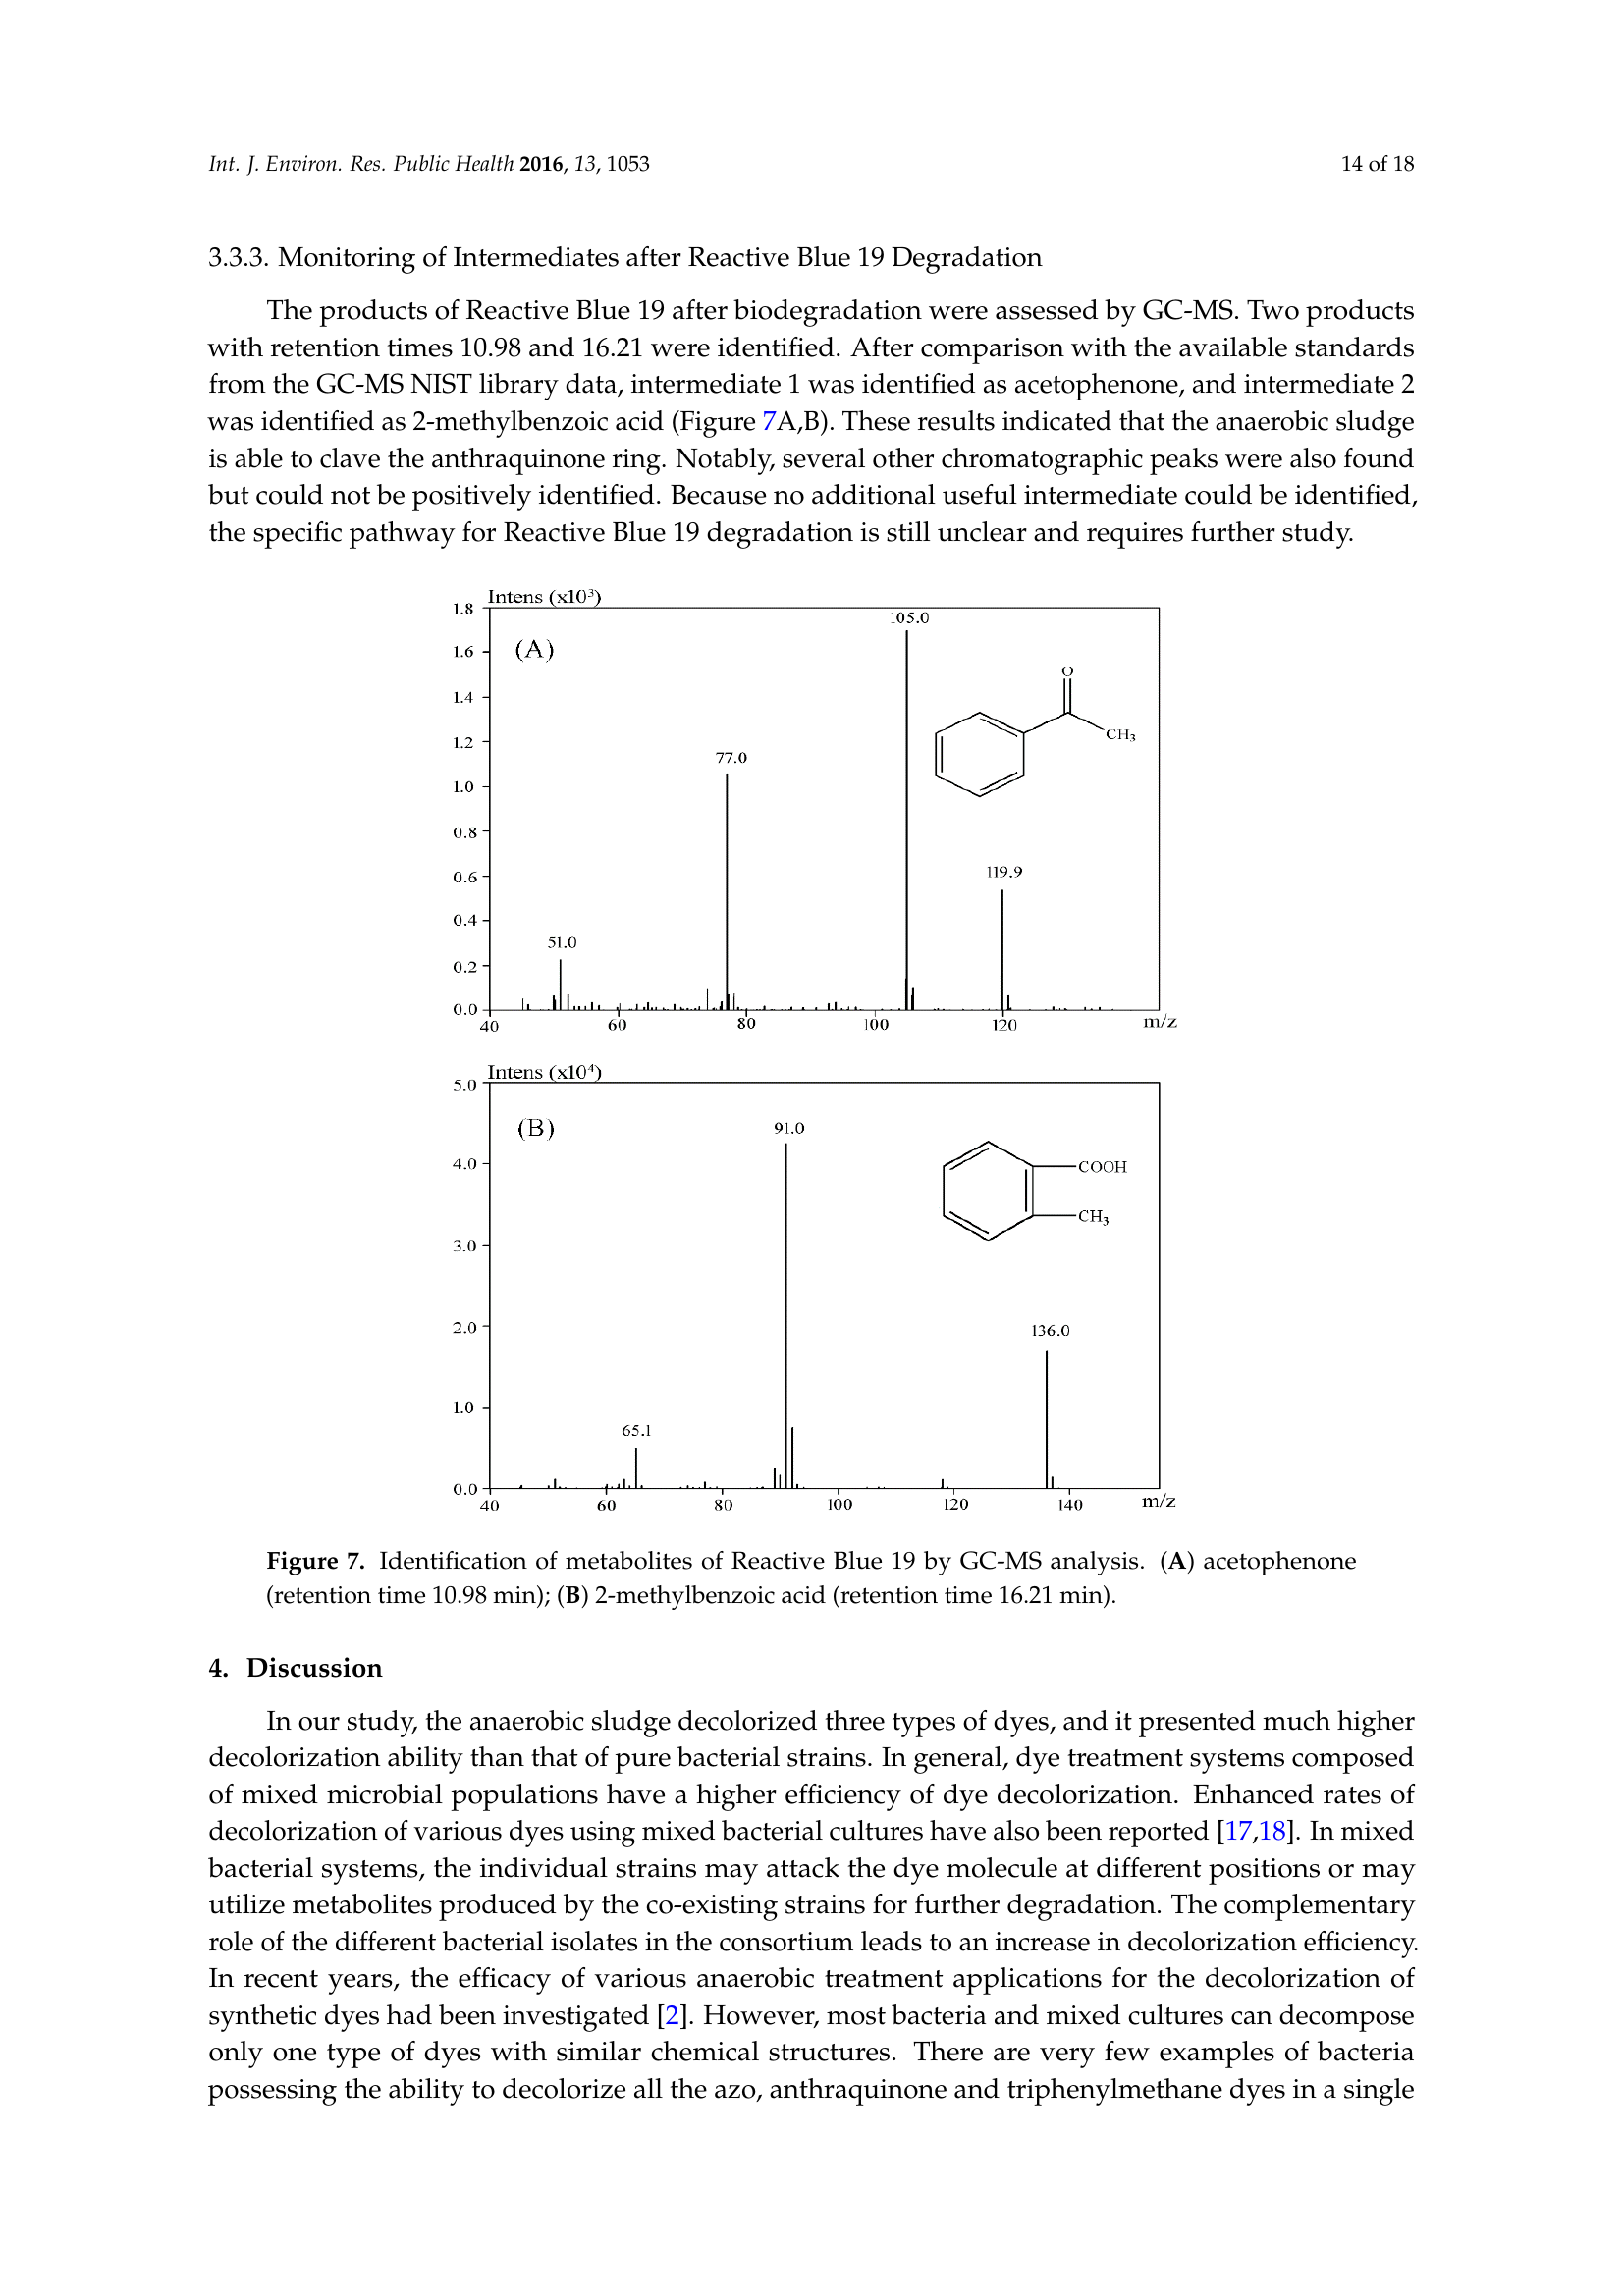 Int. J. Environ. Res. Public Health 2016, 13, 1053 14 of 18
3.3.3. Monitoring of Intermediates after Reactive Blue 19 Degradation
The products of Reactive Blue 19 after biodegradation were assessed by GC-MS. Two products
with retention times 10.98 and 16.21 were identified. After comparison with the available standards
from the GC-MS NIST library data, intermediate 1 was identified as acetophenone, and intermediate 2
was identified as 2-methylbenzoic acid (Figure 7A,B). These results indicated that the anaerobic sludge
is able to clave the anthraquinone ring. Notably, several other chromatographic peaks were also found
but could not be positively identified. Because no additional useful intermediate could be identified,
the specific pathway for Reactive Blue 19 degradation is still unclear and requires further study.
Intens (x10³)
1.8
105.0
1.6
(A)
O
1.4
CH₃
1.2
77.0
1.0
0.8
119.9
0.6
0.4
51.0
0.2
0.0
40 60 80 100 120 m/z
Intens (x10⁴)
5.0
(B)
91.0
4.0
COOH
CH₃
3.0
2.0
136.0
1.0
65.1
0.0
40 60 80 100 120 140 m/z
Figure 7. Identification of metabolites of Reactive Blue 19 by GC-MS analysis. (A) acetophenone
(retention time 10.98 min); (B) 2-methylbenzoic acid (retention time 16.21 min).
4. Discussion
In our study, the anaerobic sludge decolorized three types of dyes, and it presented much higher
decolorization ability than that of pure bacterial strains. In general, dye treatment systems composed
of mixed microbial populations have a higher efficiency of dye decolorization. Enhanced rates of
decolorization of various dyes using mixed bacterial cultures have also been reported [17,18]. In mixed
bacterial systems, the individual strains may attack the dye molecule at different positions or may
utilize metabolites produced by the co-existing strains for further degradation. The complementary
role of the different bacterial isolates in the consortium leads to an increase in decolorization efficiency.
In recent years, the efficacy of various anaerobic treatment applications for the decolorization of
synthetic dyes had been investigated [2]. However, most bacteria and mixed cultures can decompose
only one type of dyes with similar chemical structures. There are very few examples of bacteria
possessing the ability to decolorize all the azo, anthraquinone and triphenylmethane dyes in a single